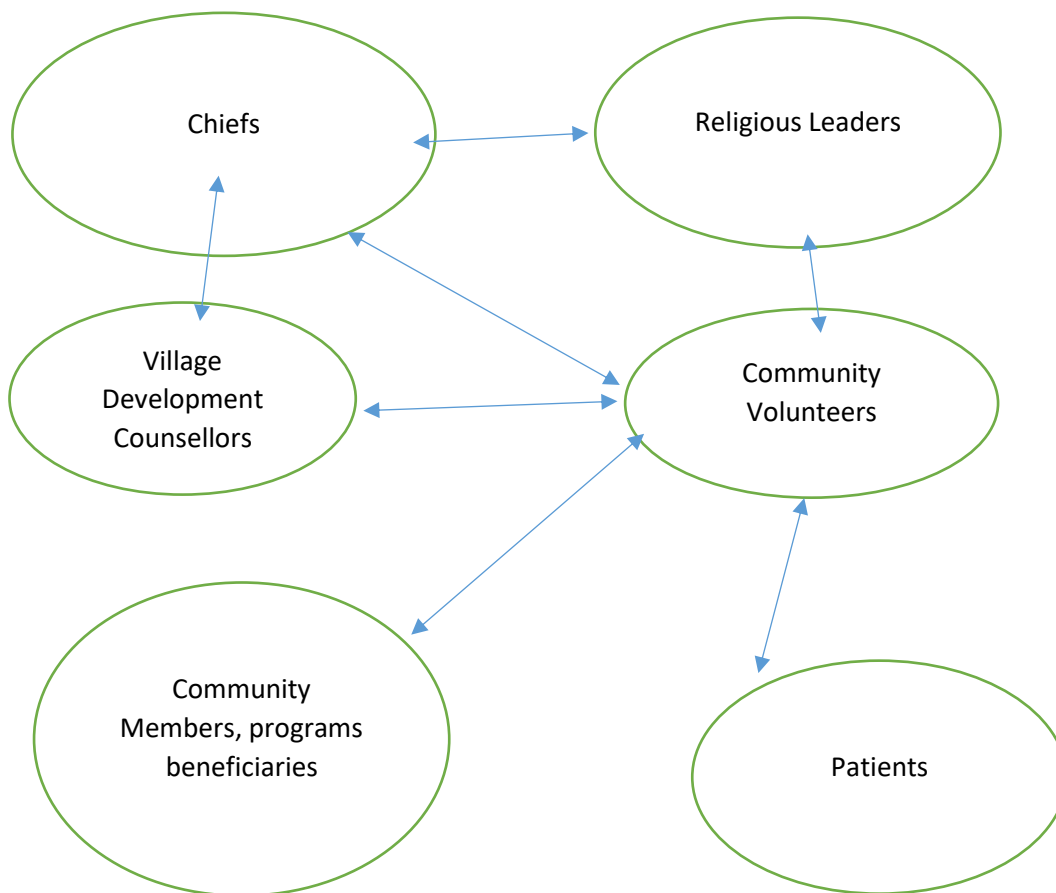 Chiefs
Religious Leaders
Village
Development
Counsellors
Community
Volunteers
Community
Members, programs
beneficiaries
Patients